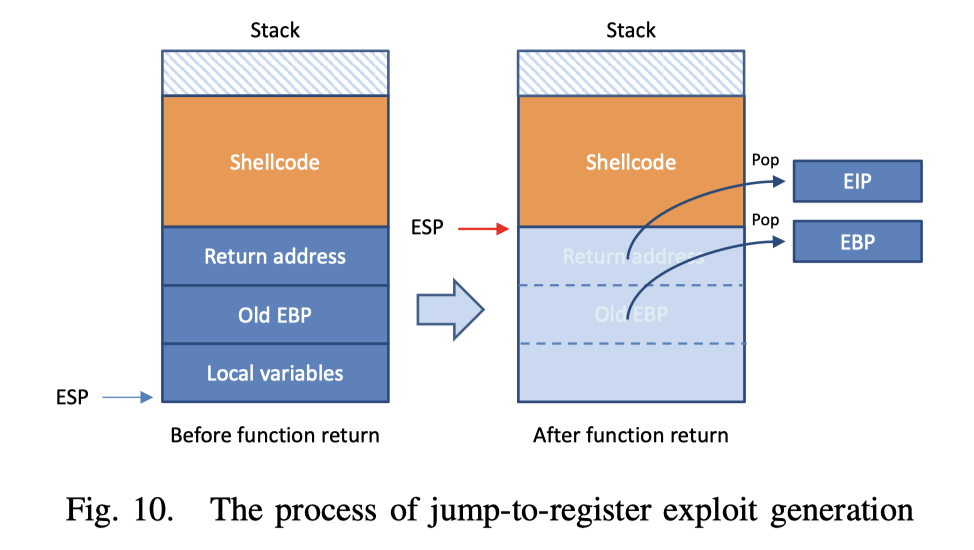 Stack
Shellcode
Return address
Old EBP
Local variables
ESP
Before function return
Stack
Shellcode
ESP
Return address
Old EBP
Pop
EIP
Pop
EBP
After function return
Fig. 10. The process of jump-to-register exploit generation